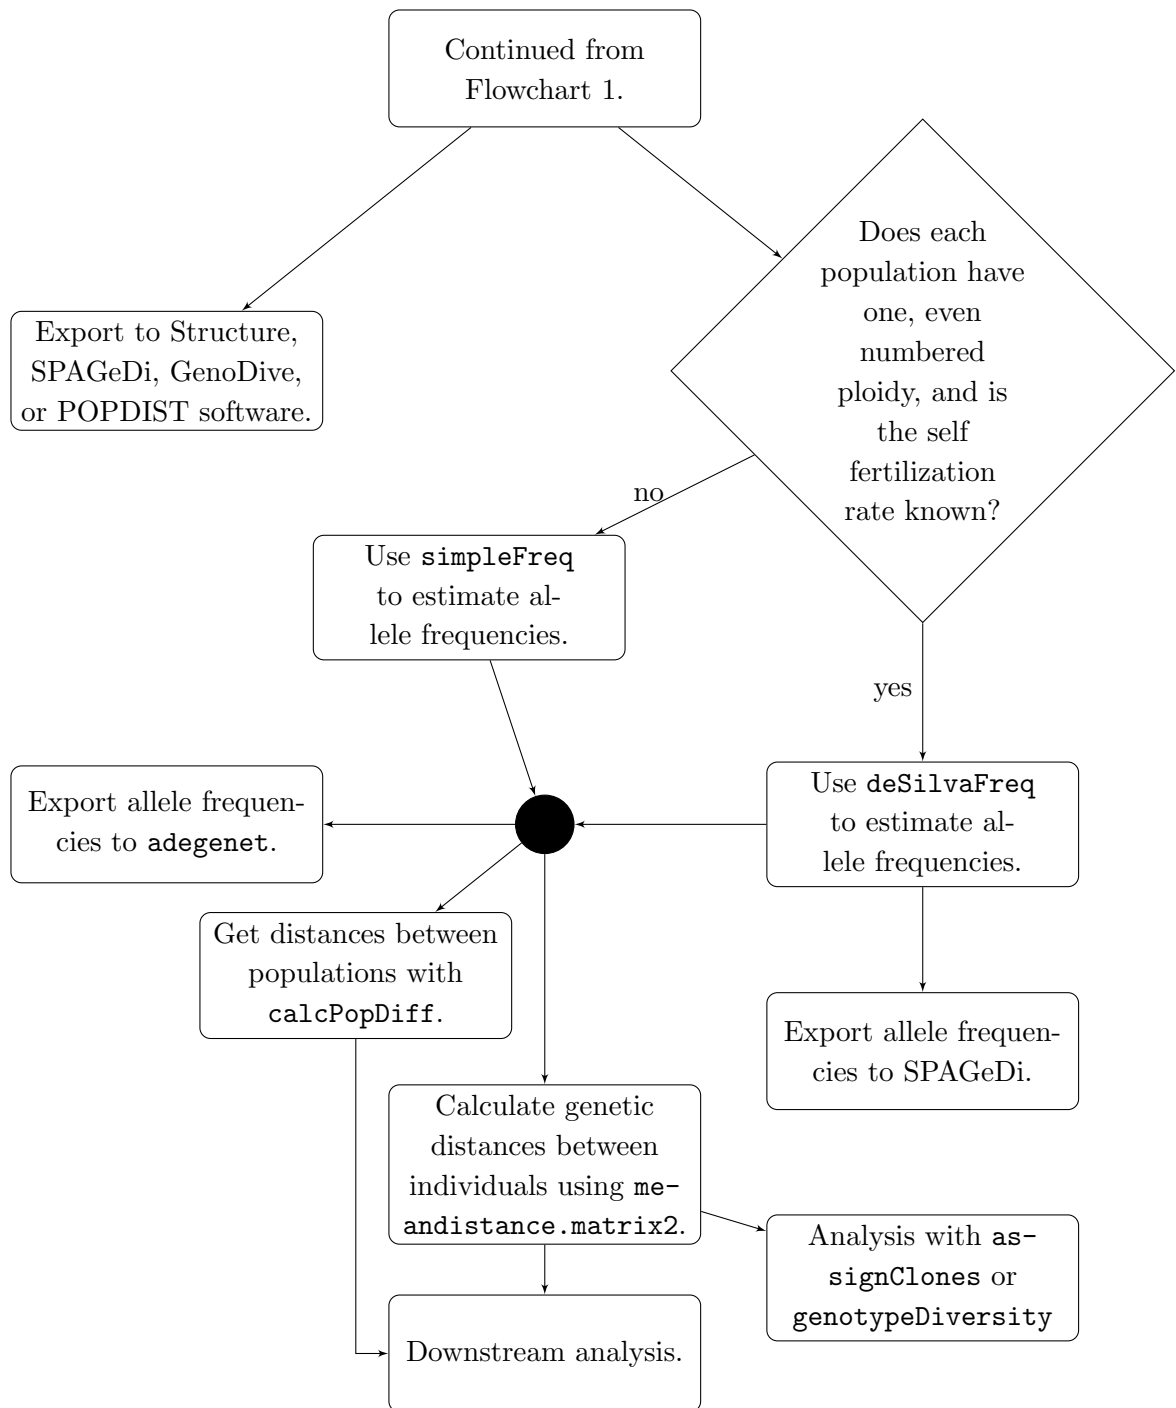 Continued from
Flowchart 1.
Does each
population have
one, even
numbered
ploidy, and is
the self
fertilization
rate known?
Export to Structure,
SPAGeDi, GenoDive,
or POPDIST software.
no
Use simpleFreq
to estimate al-
lele frequencies.
yes
Export allele frequen-
cies to adegenet.
Use deSilvaFreq
to estimate al-
lele frequencies.
Get distances between
populations with
calcPopDiff.
Export allele frequen-
cies to SPAGeDi.
Calculate genetic
distances between
individuals using me-
andistance.matrix2.
Analysis with as-
signClones or
genotypeDiversity
Downstream analysis.